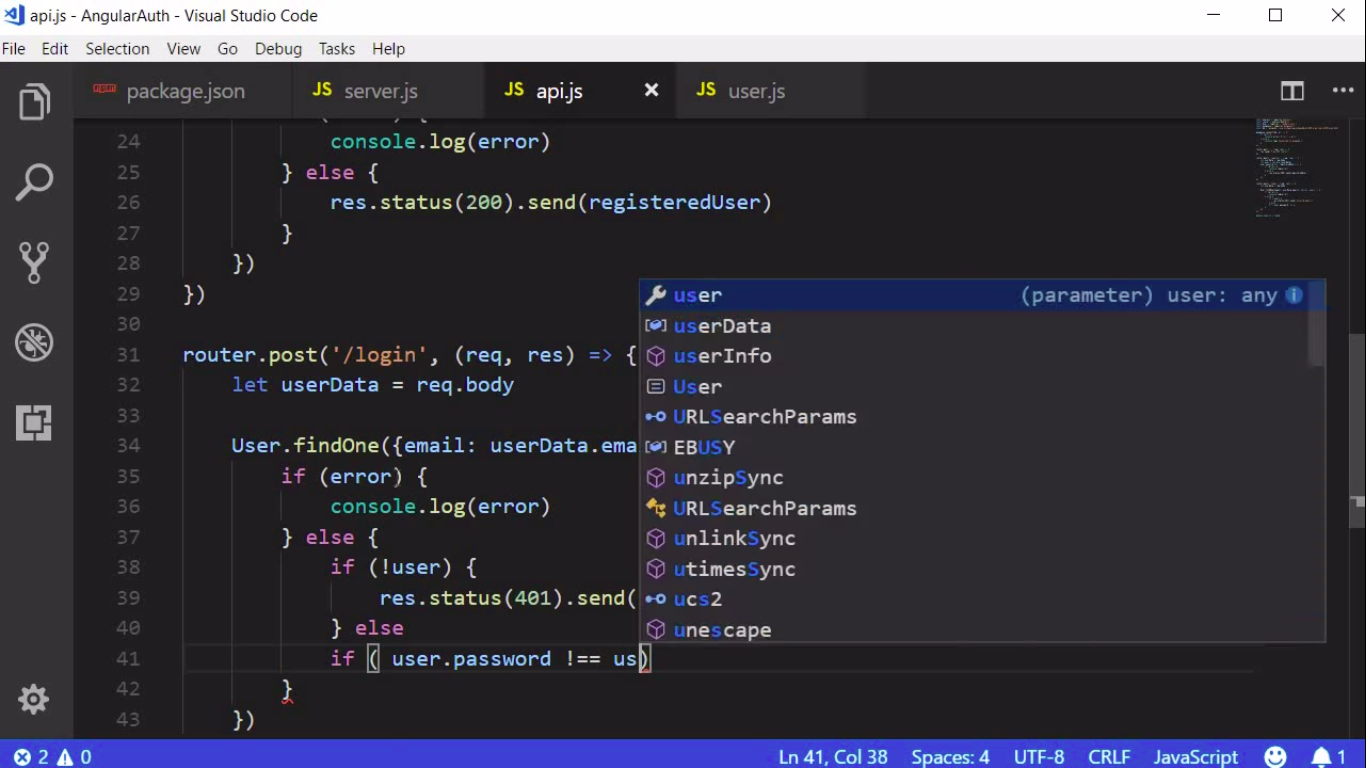 api.js - AngularAuth - Visual Studio Code
File Edit Selection View Go Debug Tasks Help
npm package.json JS server.js JS api.js JS user.js
24 console.log(error)
25 } else {
26 res.status(200).send(registeredUser)
27 }
28 })
29 })
30
31 router.post('/login', (req, res) => {
32 let userData = req.body
33
34 User.findOne({email: userData.ema
35 if (error) {
36 console.log(error)
37 } else {
38 if (!user) {
39 res.status(401).send(
40 } else
41 if ( user.password !== us)
42 }
43 })
user (parameter) user: any
userData
userInfo
User
URLSearchParams
EBUSY
unzipSync
URLSearchParams
unlinkSync
utimesSync
ucs2
unescape
2 0 Ln 41, Col 38 Spaces: 4 UTF-8 CRLF JavaScript 1